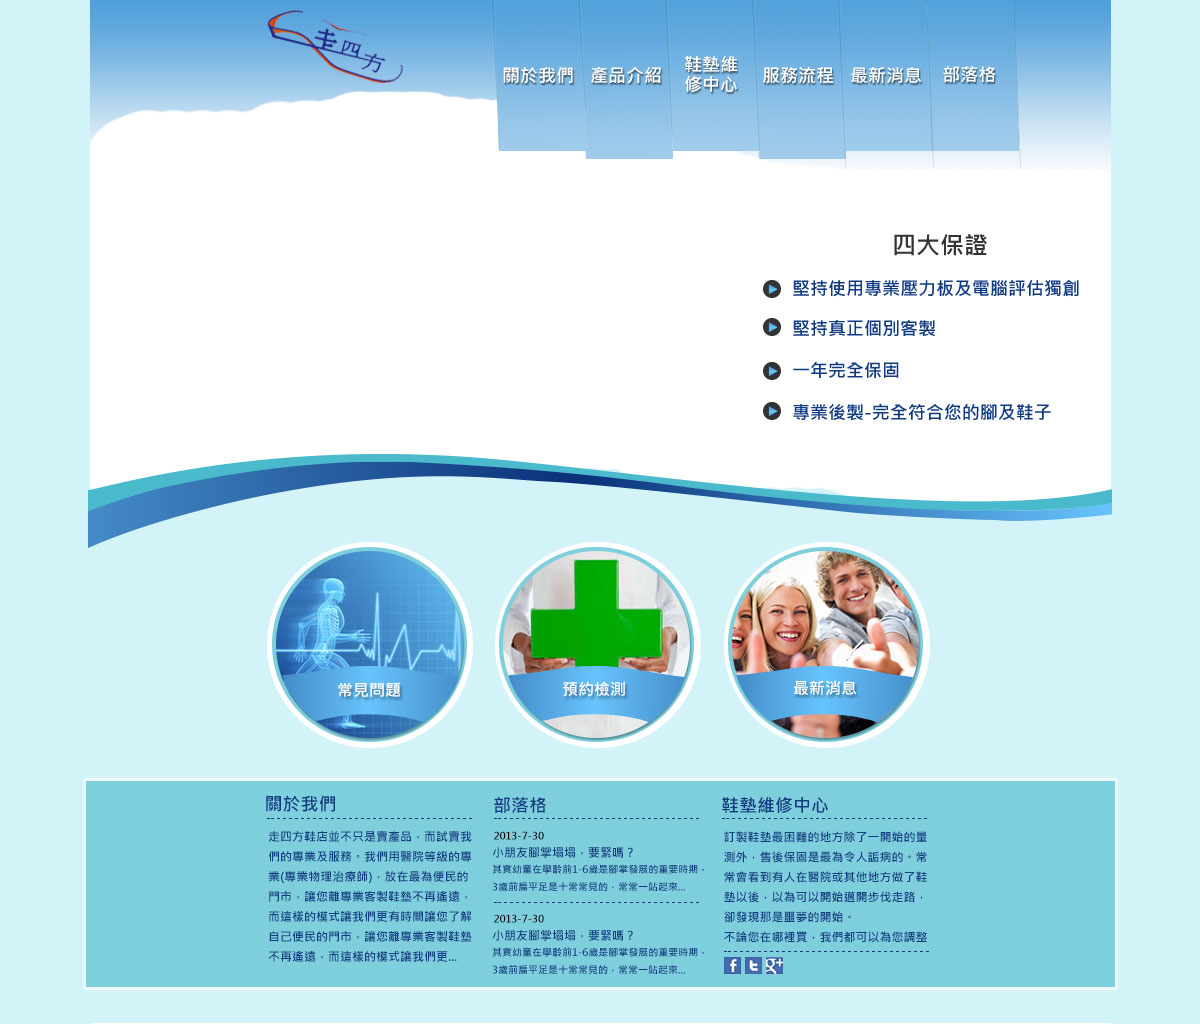 走四方
關於我們
產品介紹
鞋墊維
修中心
服務流程
最新消息
部落格
四大保證
堅持使用專業壓力板及電腦評估獨創
堅持真正個別客製
一年完全保固
專業後製-完全符合您的腳及鞋子
常見問題
預約檢測
最新消息
關於我們
走四方鞋店並不只是賣產品，而試賣我
們的專業及服務。我們用醫院等級的專
業(專業物理治療師)，放在最為便民的
門市，讓您離專業客製鞋墊不再遙遠，
而這樣的模式讓我們更有時間讓您了解
自己便民的門市，讓您離專業客製鞋墊
不再遙遠，而這樣的模式讓我們更...
部落格
2013-7-30
小朋友腳掌塌塌，要緊嗎？
其實幼童在學齡前1-6歲是腳掌發展的重要時期，
3歲前扁平足是十常常見的，常常一站起來...
2013-7-30
小朋友腳掌塌塌，要緊嗎？
其實幼童在學齡前1-6歲是腳掌發展的重要時期，
3歲前扁平足是十常常見的，常常一站起來...
鞋墊維修中心
訂製鞋墊最困難的地方除了一開始的量
測外，售後保固是最為令人詬病的。常
常會看到有人在醫院或其他地方做了鞋
墊以後，以為可以開始邁開步伐走路，
卻發現那是噩夢的開始。
不論您在哪裡買，我們都可以為您調整